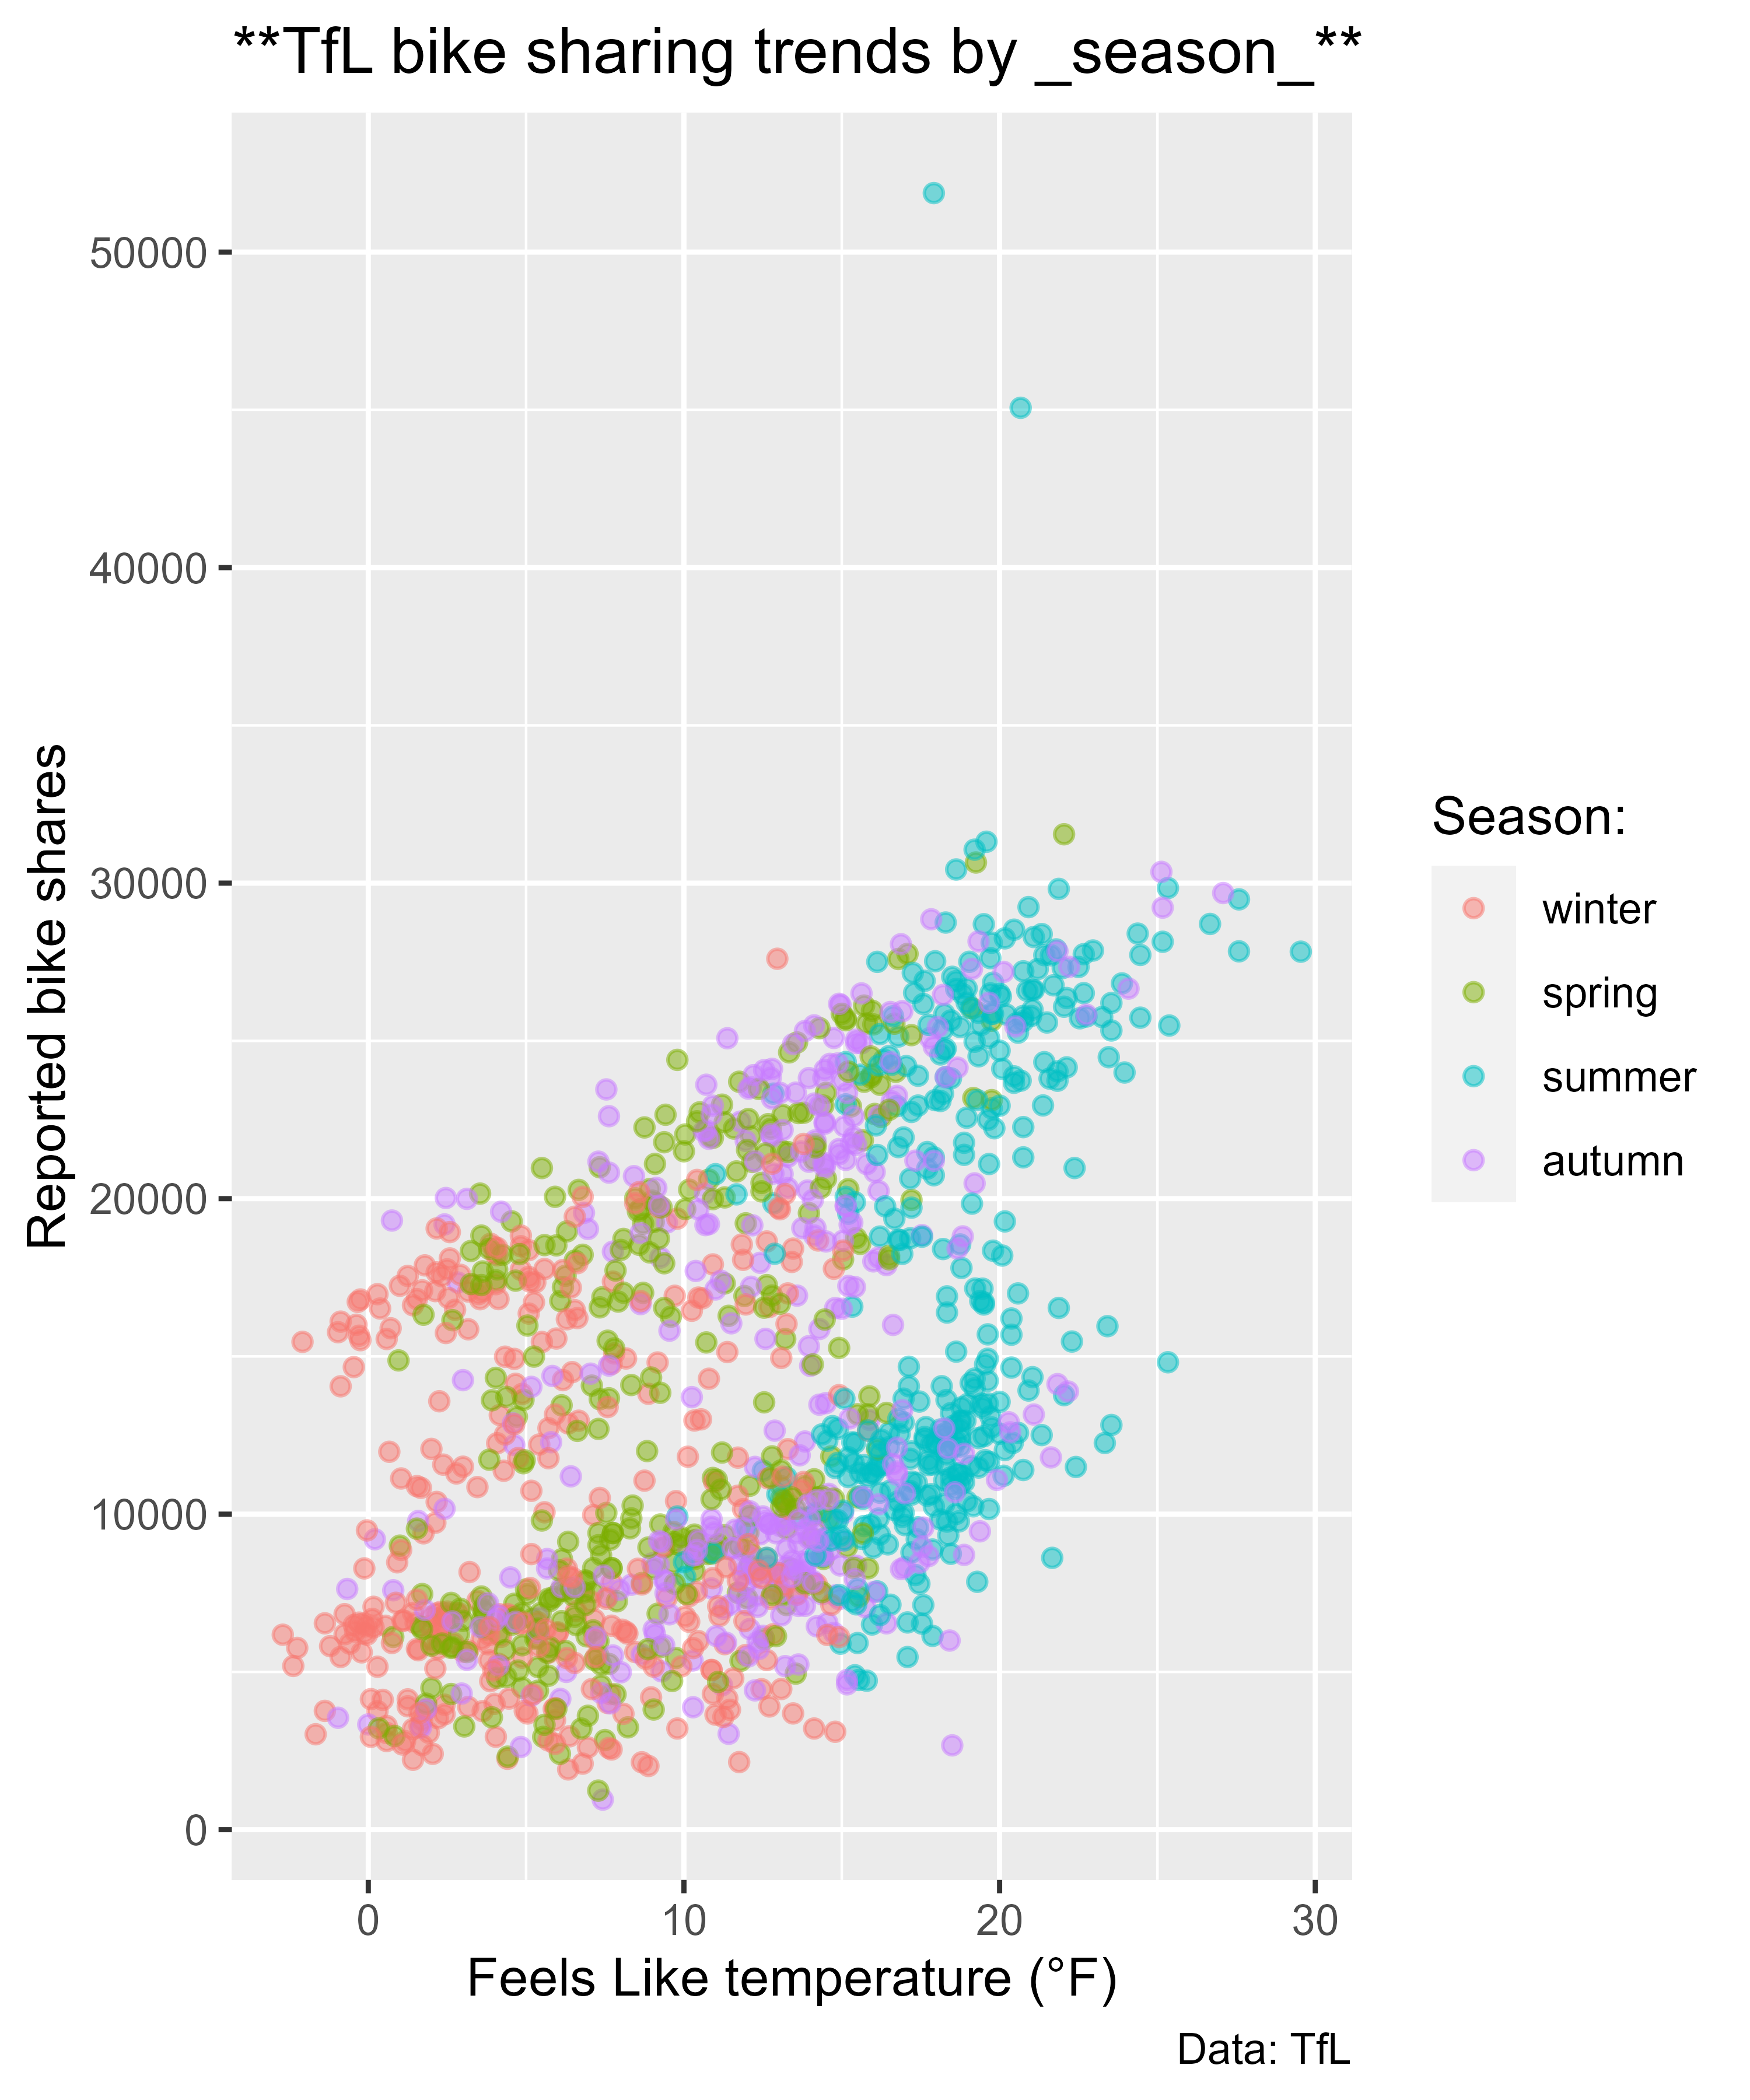 **TfL bike sharing trends by _season_**
50000
40000
30000
20000
10000
0
Reported bike shares
0 10 20 30
Feels Like temperature (°F)
Season:
winter
spring
summer
autumn
Data: TfL